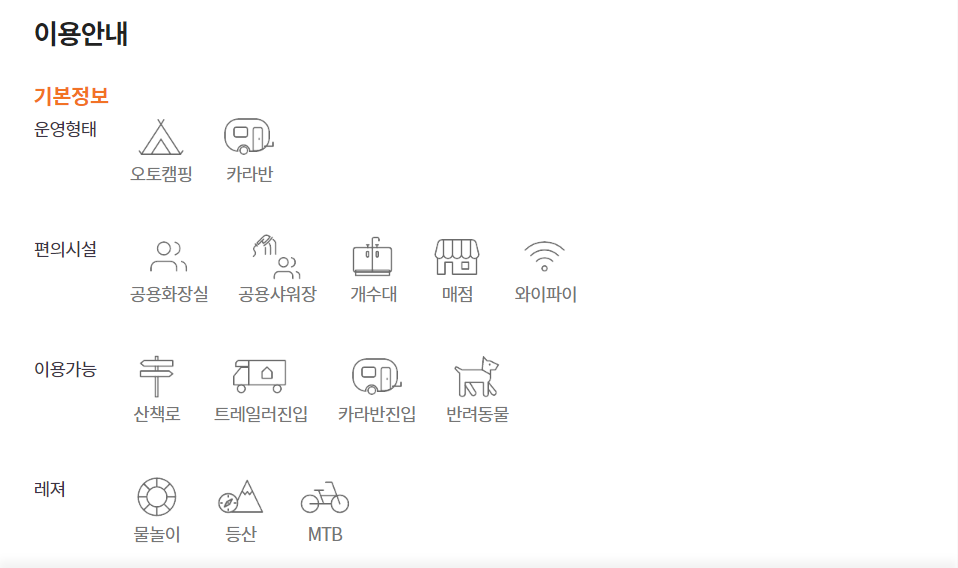 이용안내
기본정보
운영형태
오토캠핑 카라반
편의시설
공용화장실 공용샤워장 개수대 매점 와이파이
이용가능
산책로 트레일러진입 카라반진입 반려동물
레져
물놀이 등산 MTB